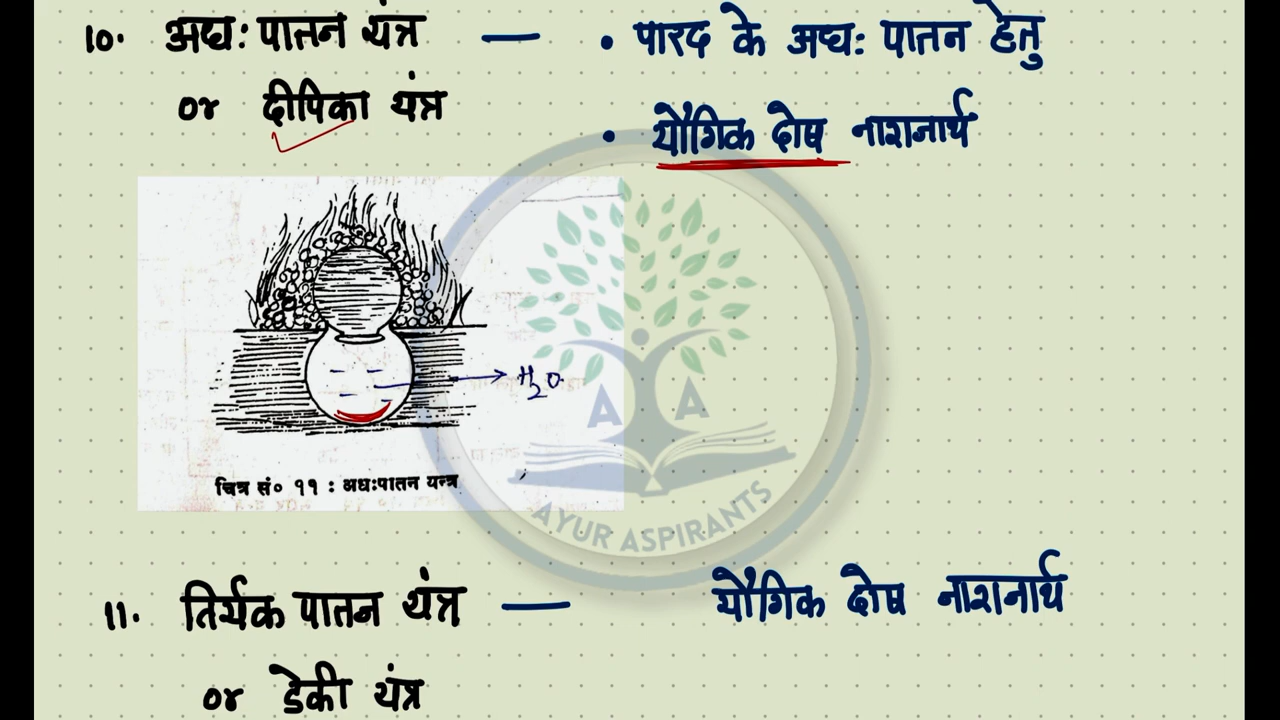 10. अधः पातन यंत्र — • पारद के अधः पातन हेतु
or दीपिका यंत्र
• यौगिक दोष नाशनार्थ
H₂O.
चित्र सं० ११ : अधःपातन यन्त्र
A A
AYUR ASPIRANTS
11. तिर्यक पातन यंत्र — यौगिक दोष नाशनार्थ
or डेकी यंत्र